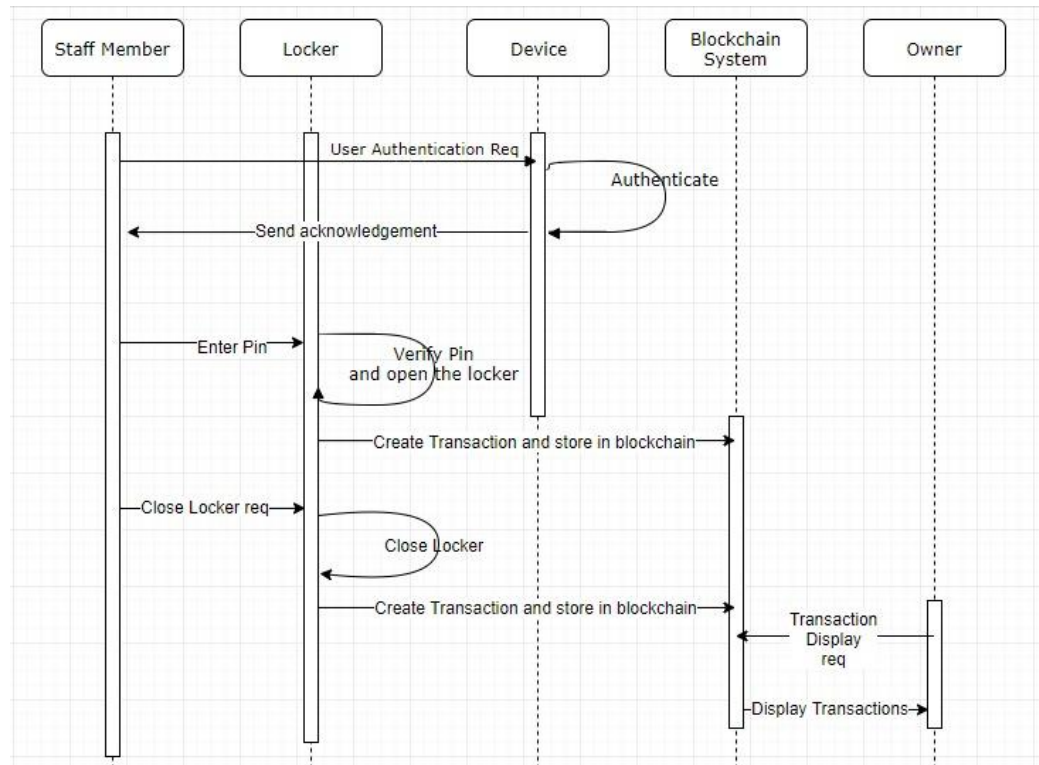 Staff Member
Locker
Device
Blockchain
System
Owner
User Authentication Req
Authenticate
Send acknowledgement
Enter Pin
Verify Pin
and open the locker
Create Transaction and store in blockchain
Close Locker req
Close Locker
Create Transaction and store in blockchain
Transaction
Display
req
Display Transactions